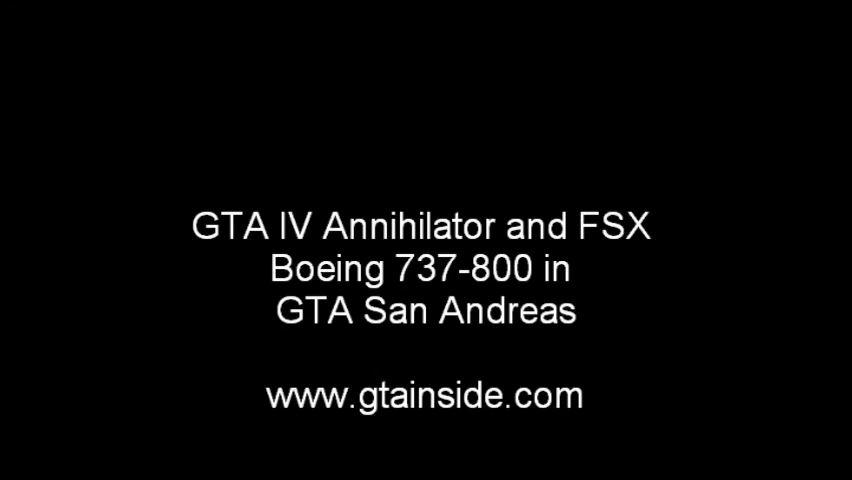 GTA IV Annihilator and FSX
Boeing 737-800 in
GTA San Andreas
www.gtainside.com